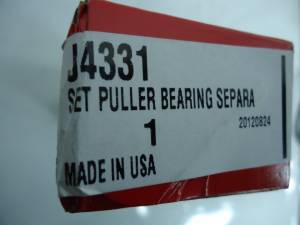 J4331
SET PULLER BEARING SEPARA
1
20120824
MADE IN USA